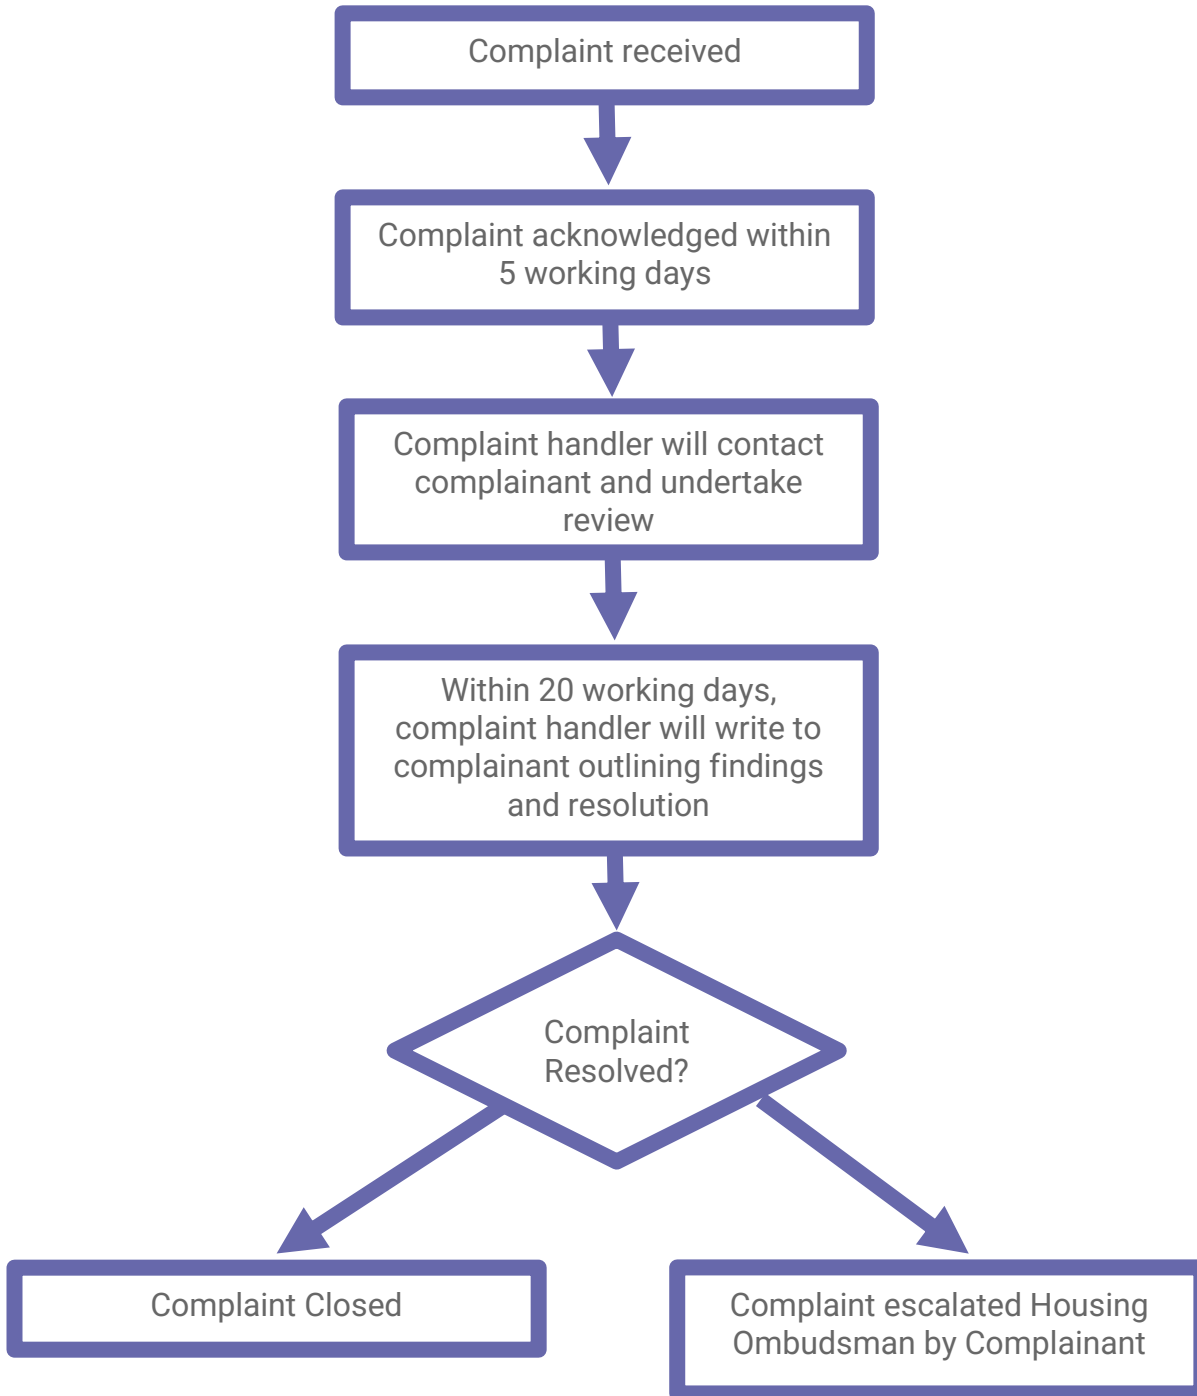 Complaint received
Complaint acknowledged within
5 working days
Complaint handler will contact
complainant and undertake
review
Within 20 working days,
complaint handler will write to
complainant outlining findings
and resolution
Complaint
Resolved?
Complaint Closed
Complaint escalated Housing
Ombudsman by Complainant